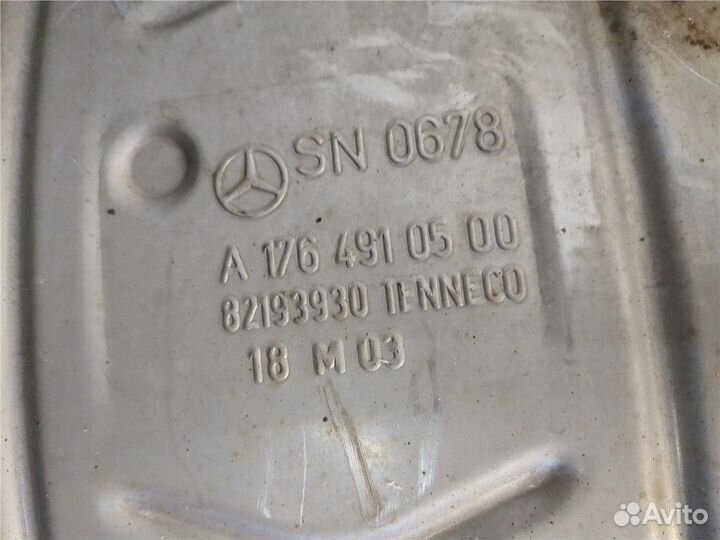 SN 0678
A 176 491 05 00
82193930 TENNECO
18 M 03
Avito